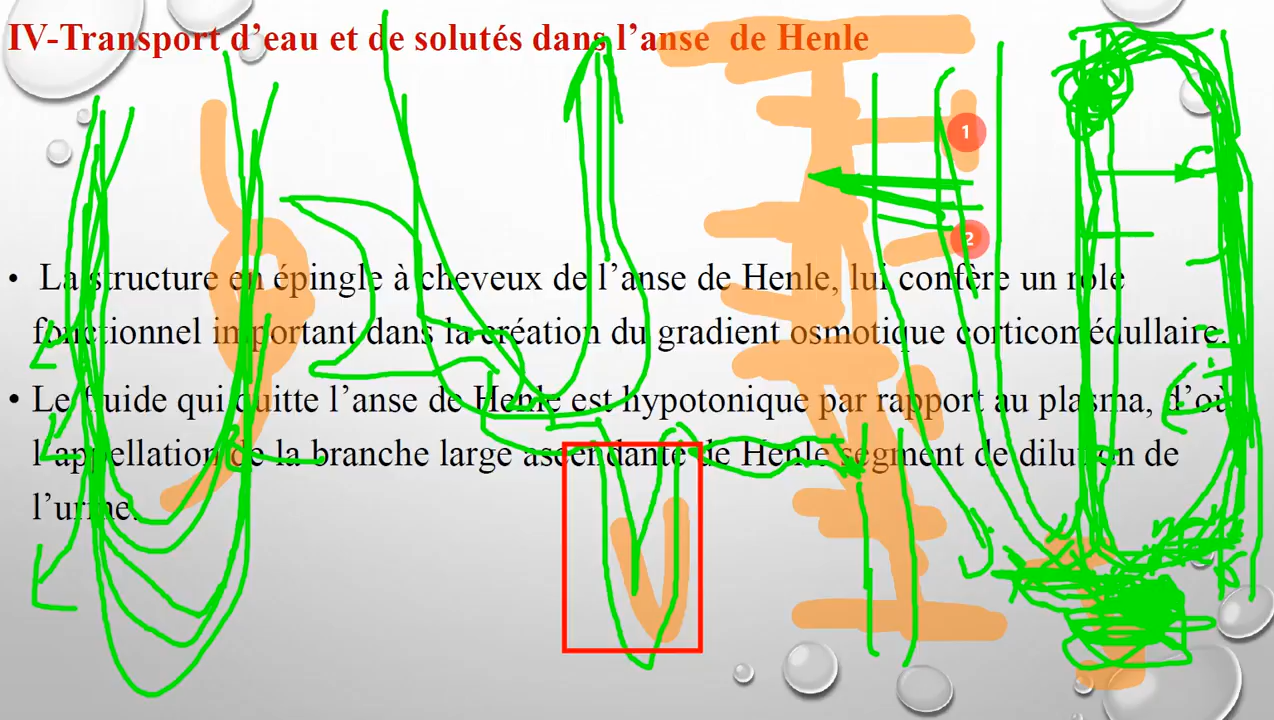 IV-Transport d’eau et de solutés dans l’anse de Henle
1
2
• La structure en épingle à cheveux de l’anse de Henle, lui confère un role
fonctionnel important dans la création du gradient osmotique corticomédullaire.
• Le fluide qui quitte l’anse de Henle est hypotonique par rapport au plasma, d’où
l’appellation de la branche large ascendante de Henle segment de dilution de
l’urine.